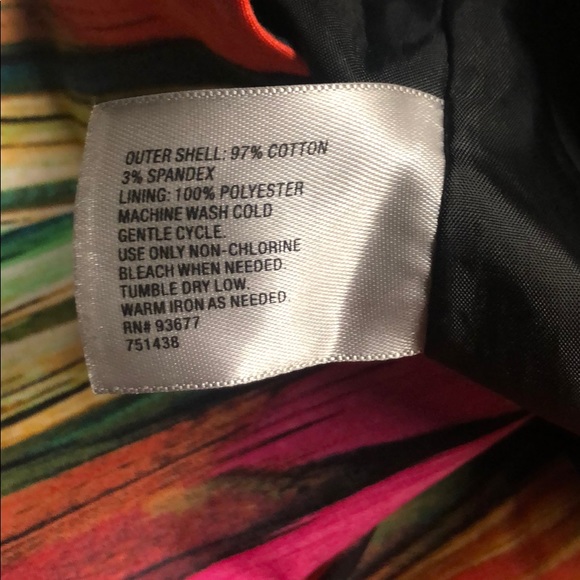 OUTER SHELL: 97% COTTON
3% SPANDEX
LINING: 100% POLYESTER
MACHINE WASH COLD
GENTLE CYCLE.
USE ONLY NON-CHLORINE
BLEACH WHEN NEEDED.
TUMBLE DRY LOW.
WARM IRON AS NEEDED.
RN# 93677
751438